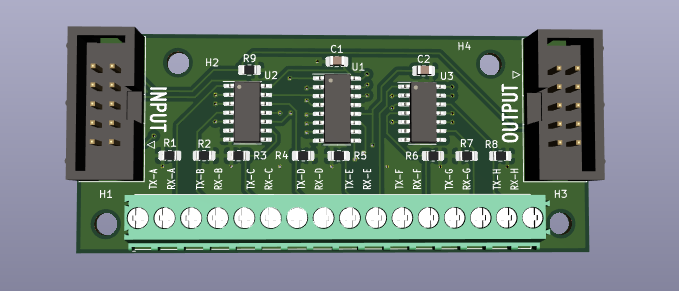 C1
H4
H2
R9
C2
U1
U2
U3
INPUT
OUTPUT
R1
R2
R3
R4
R5
R6
R7
R8
TX-A
RX-A
TX-B
RX-B
TX-C
RX-C
TX-D
RX-D
TX-E
RX-E
TX-F
RX-F
TX-G
RX-G
TX-H
RX-H
H1
H3